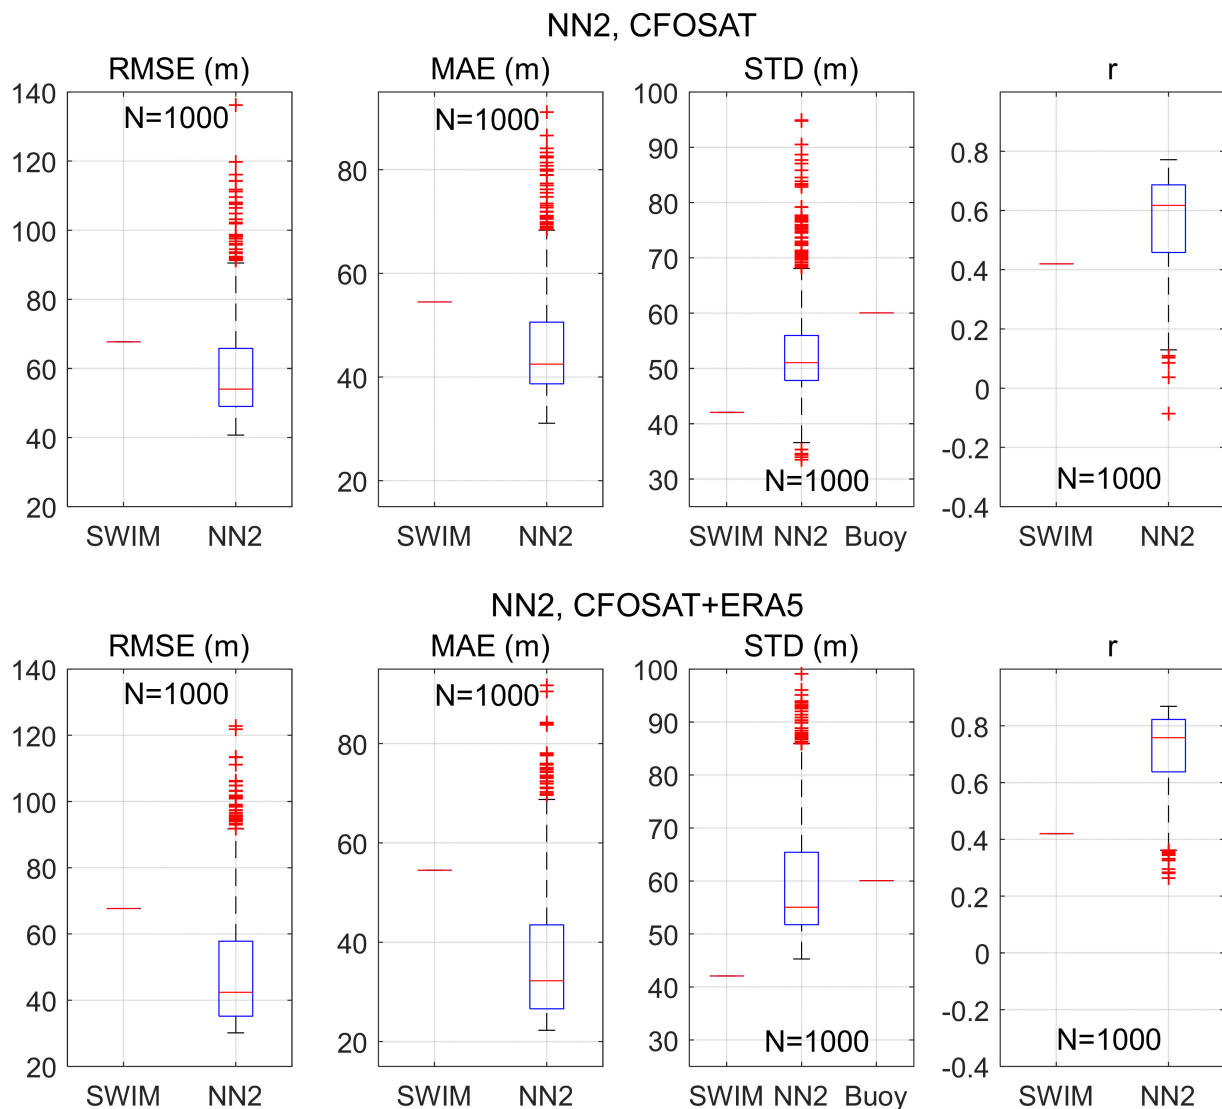 NN2, CFOSAT
RMSE (m) MAE (m) STD (m) r
140 120 100 80 60 40 20
N=1000
SWIM NN2
80 60 40 20
N=1000
SWIM NN2
100 90 80 70 60 50 40 30
N=1000
SWIM NN2 Buoy
0.8 0.6 0.4 0.2 0 -0.2 -0.4
N=1000
SWIM NN2
NN2, CFOSAT+ERA5
RMSE (m) MAE (m) STD (m) r
140 120 100 80 60 40 20
N=1000
SWIM NN2
80 60 40 20
N=1000
SWIM NN2
100 90 80 70 60 50 40 30
N=1000
SWIM NN2 Buoy
0.8 0.6 0.4 0.2 0 -0.2 -0.4
N=1000
SWIM NN2